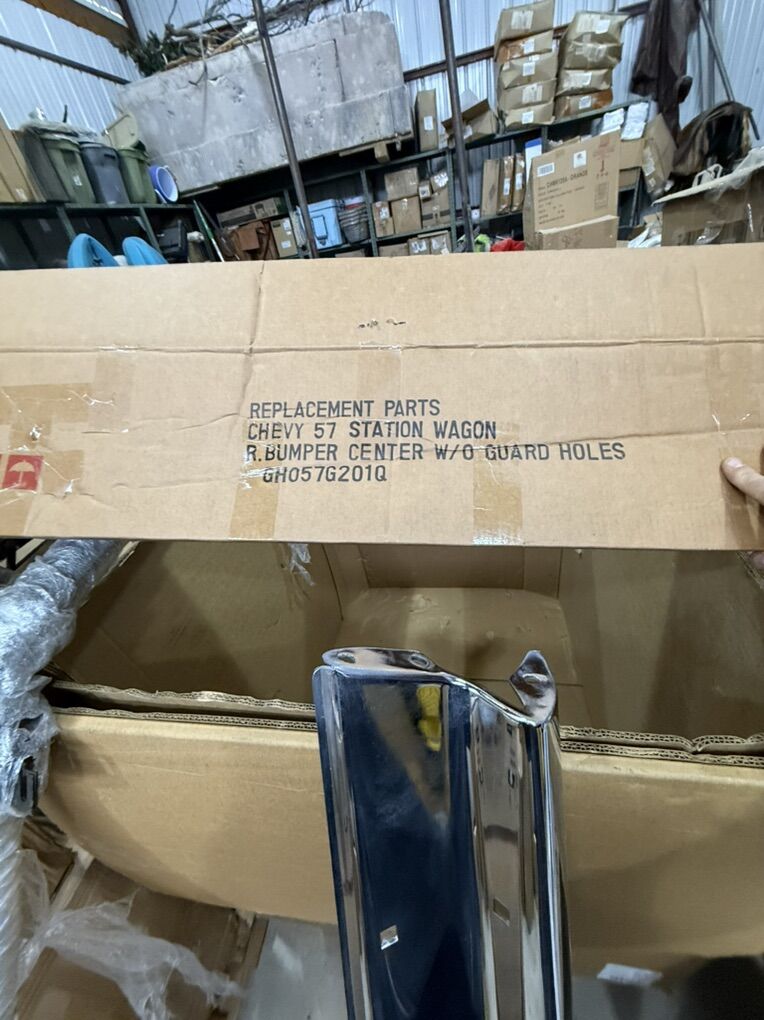 REPLACEMENT PARTS
CHEVY 57 STATION WAGON
R.BUMPER CENTER W/O GUARD HOLES
GH057G201Q